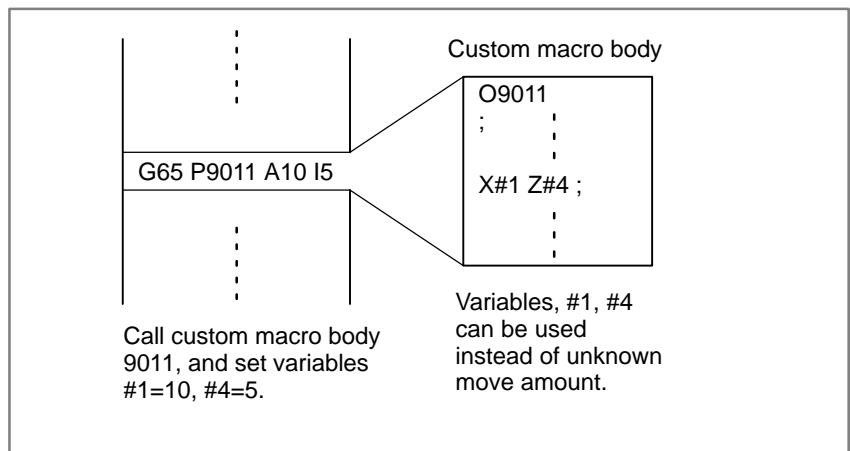 Custom macro body
O9011
;
G65 P9011 A10 I5
X#1 Z#4 ;
Call custom macro body
9011, and set variables
#1=10, #4=5.
Variables, #1, #4
can be used
instead of unknown
move amount.